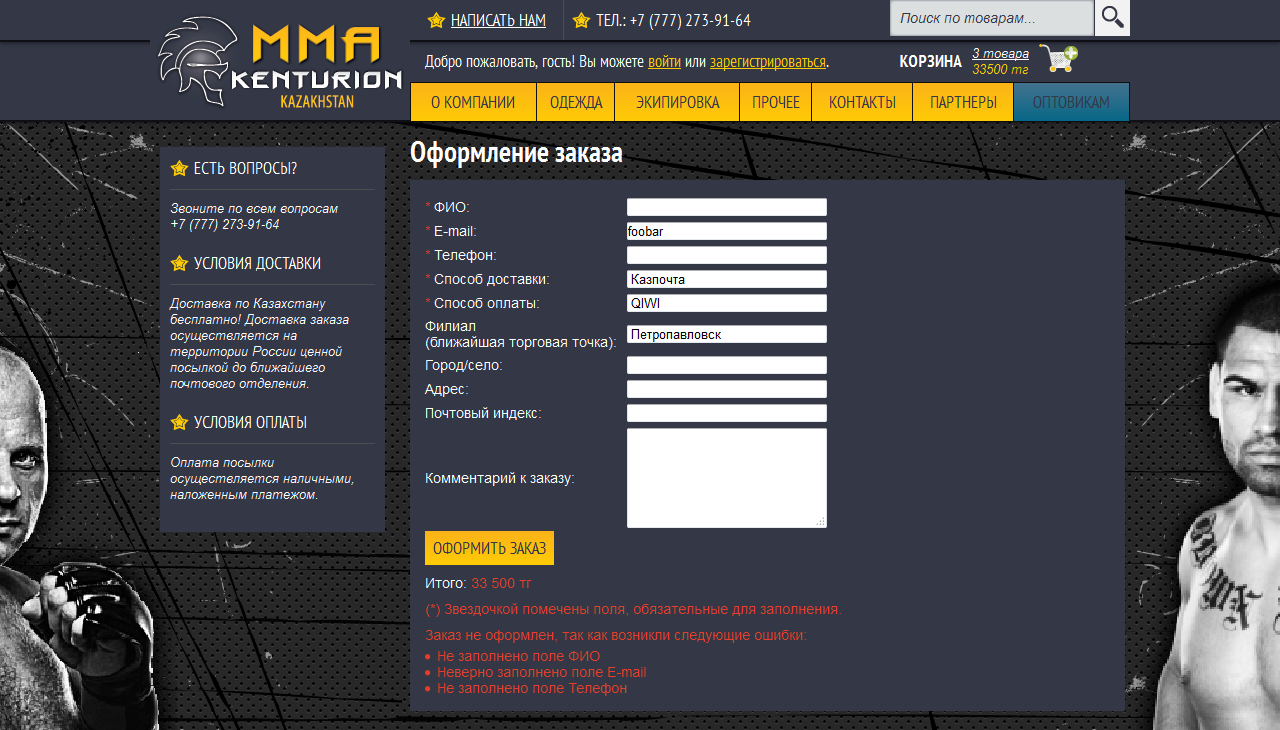 НАПИСАТЬ НАМ
ТЕЛ.: +7 (777) 273-91-64
Поиск по товарам...
MMA
KENTURION
KAZAKHSTAN
Добро пожаловать, гость! Вы можете войти или зарегистрироваться.
КОРЗИНА
3 товара
33500 тг
О КОМПАНИИ
ОДЕЖДА
ЭКИПИРОВКА
ПРОЧЕЕ
КОНТАКТЫ
ПАРТНЕРЫ
ОПТОВИКАМ
ЕСТЬ ВОПРОСЫ?
Звоните по всем вопросам
+7 (777) 273-91-64
УСЛОВИЯ ДОСТАВКИ
Доставка по Казахстану
бесплатно! Доставка заказа
осуществляется на
территории России ценной
посылкой до ближайшего
почтового отделения.
УСЛОВИЯ ОПЛАТЫ
Оплата посылки
осуществляется наличными,
наложенным платежом.
Оформление заказа
* ФИО:
* E-mail: foobar
* Телефон:
* Способ доставки: Казпочта
* Способ оплаты: QIWI
Филиал
(ближайшая торговая точка): Петропавловск
Город/село:
Адрес:
Почтовый индекс:
Комментарий к заказу:
ОФОРМИТЬ ЗАКАЗ
Итого: 33 500 тг
(*) Звездочкой помечены поля, обязательные для заполнения.
Заказ не оформлен, так как возникли следующие ошибки:
Не заполнено поле ФИО
Неверно заполнено поле E-mail
Не заполнено поле Телефон